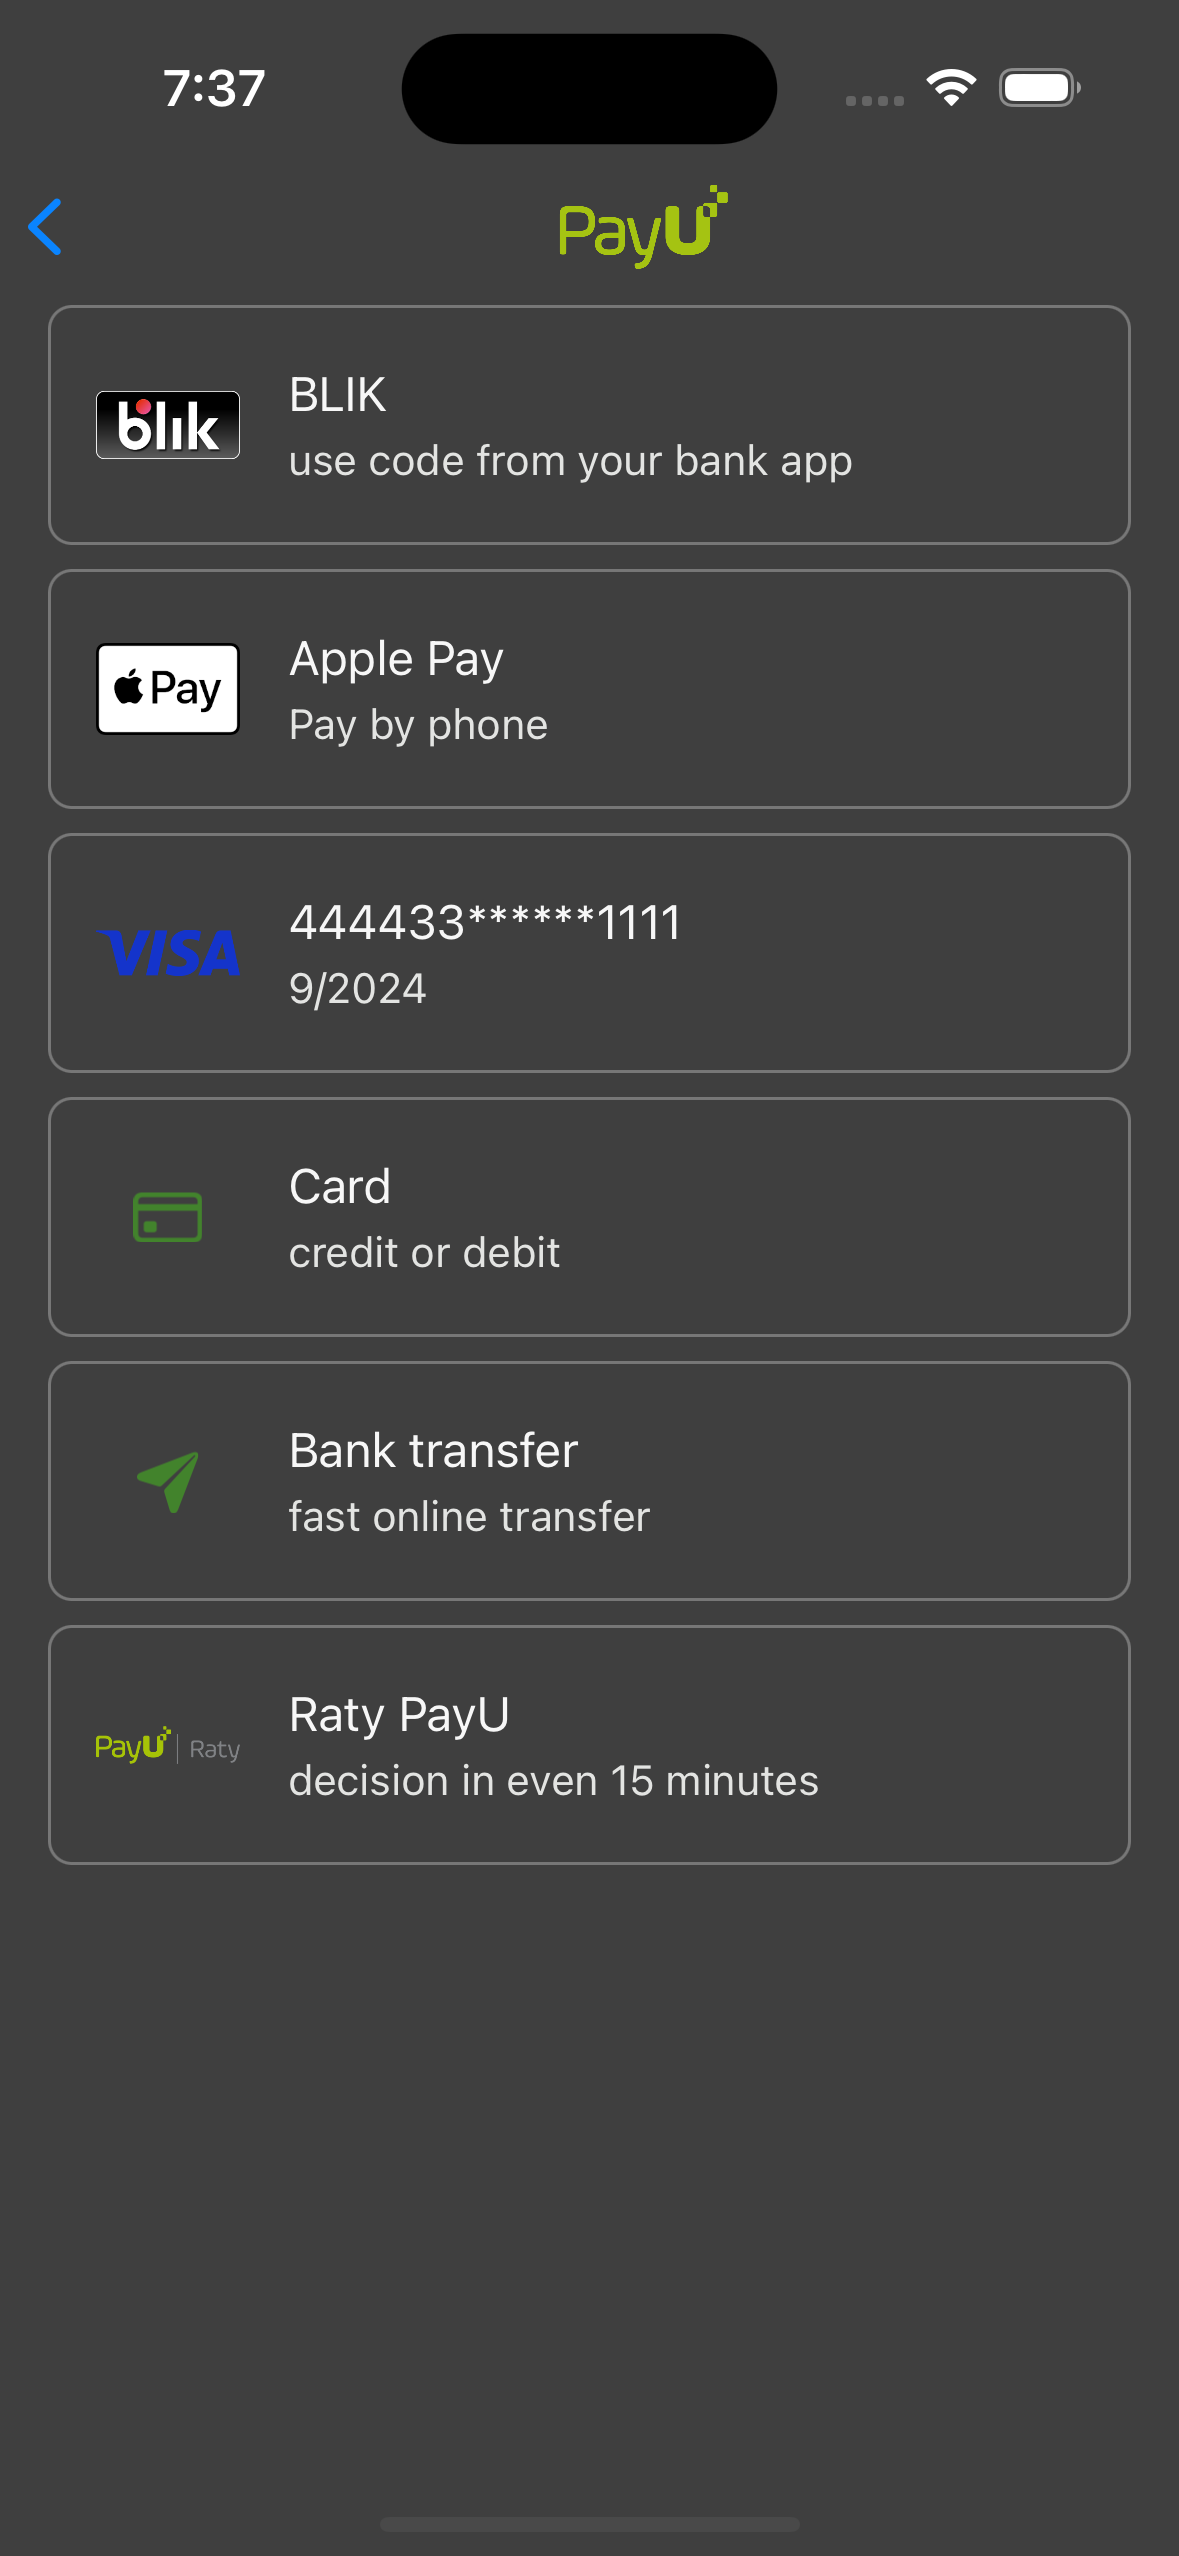 7:37
PayU
blik
BLIK
use code from your bank app
Pay
Apple Pay
Pay by phone
VISA
444433******1111
9/2024
Card
credit or debit
Bank transfer
fast online transfer
PayU | Raty
Raty PayU
decision in even 15 minutes